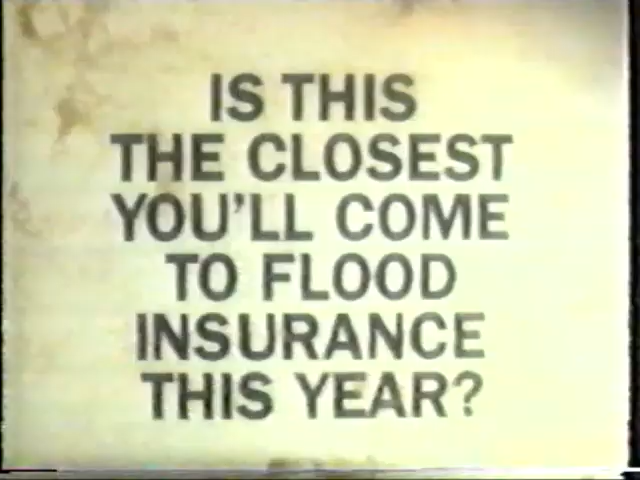 IS THIS
THE CLOSEST
YOU'LL COME
TO FLOOD
INSURANCE
THIS YEAR?